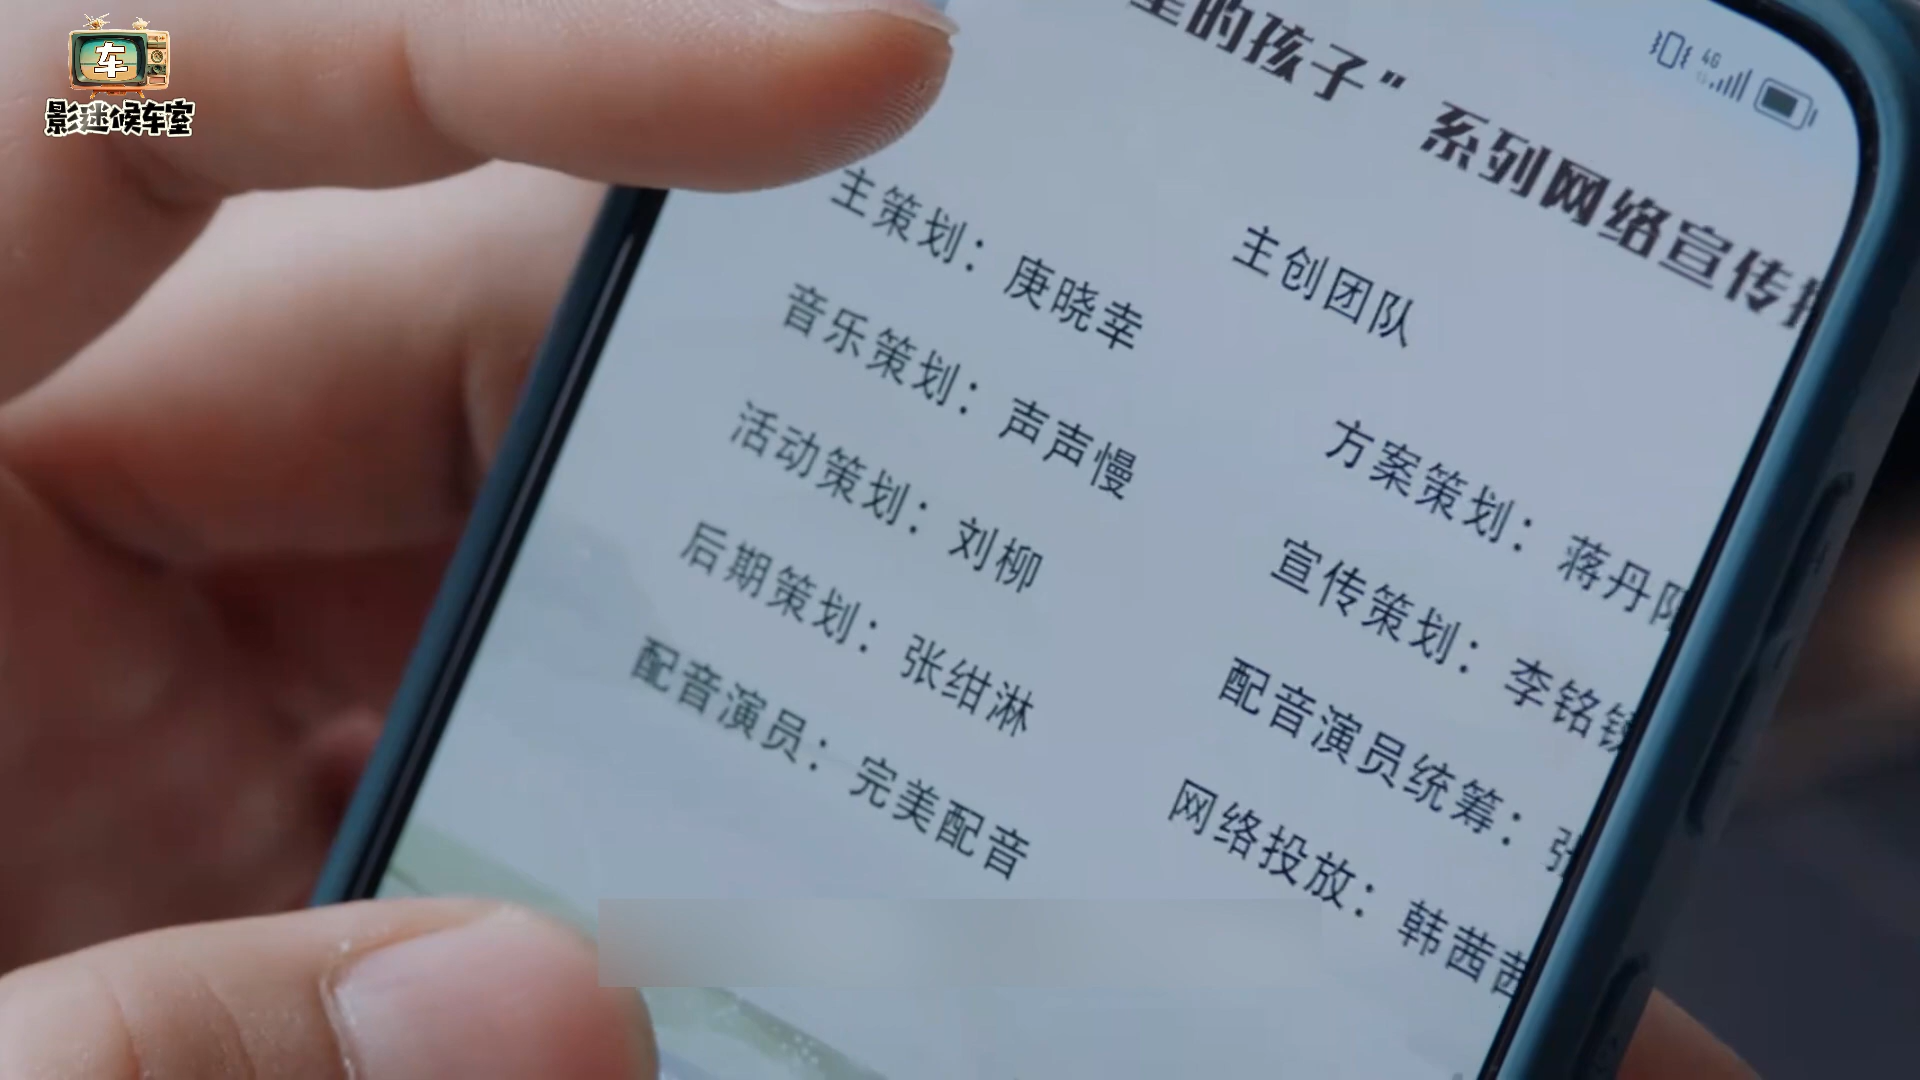 车
影迷候车室
4G
的孩子”系列网络宣传
主创团队
主策划：庚晓幸
方案策划：蒋丹
音乐策划：声声慢
宣传策划：李铭
活动策划：刘柳
配音演员统筹：张
后期策划：张绀淋
网络投放：韩茜茜
配音演员：完美配音